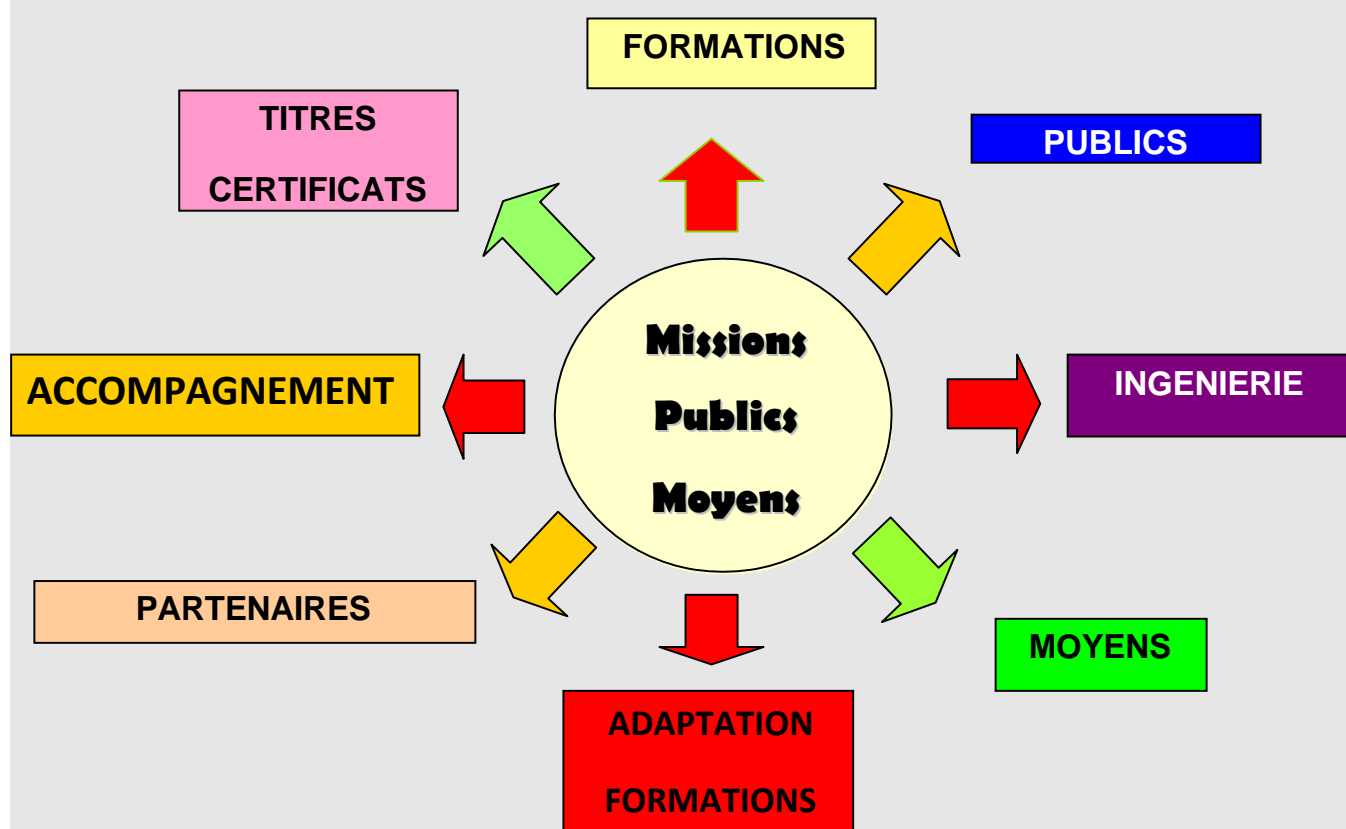 FORMATIONS
TITRES
CERTIFICATS
PUBLICS
Missions
Publics
Moyens
ACCOMPAGNEMENT
INGENIERIE
PARTENAIRES
MOYENS
ADAPTATION
FORMATIONS